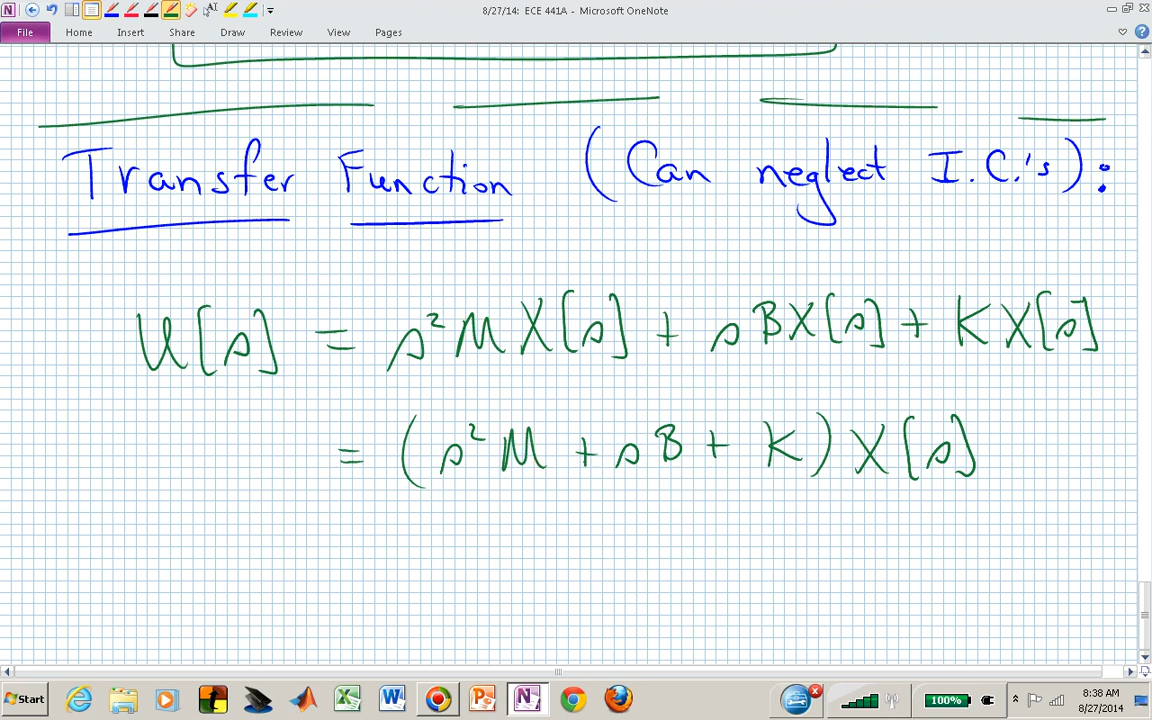 8/27/14: ECE 441A - Microsoft OneNote
File Home Insert Share Draw Review View Pages
Transfer Function (Can neglect I.C.'s):
U[s] = s²MX[s] + sBX[s] + KX[s]
= (s²M + sB + K) X[s]
Start
100%
8:38 AM
8/27/2014